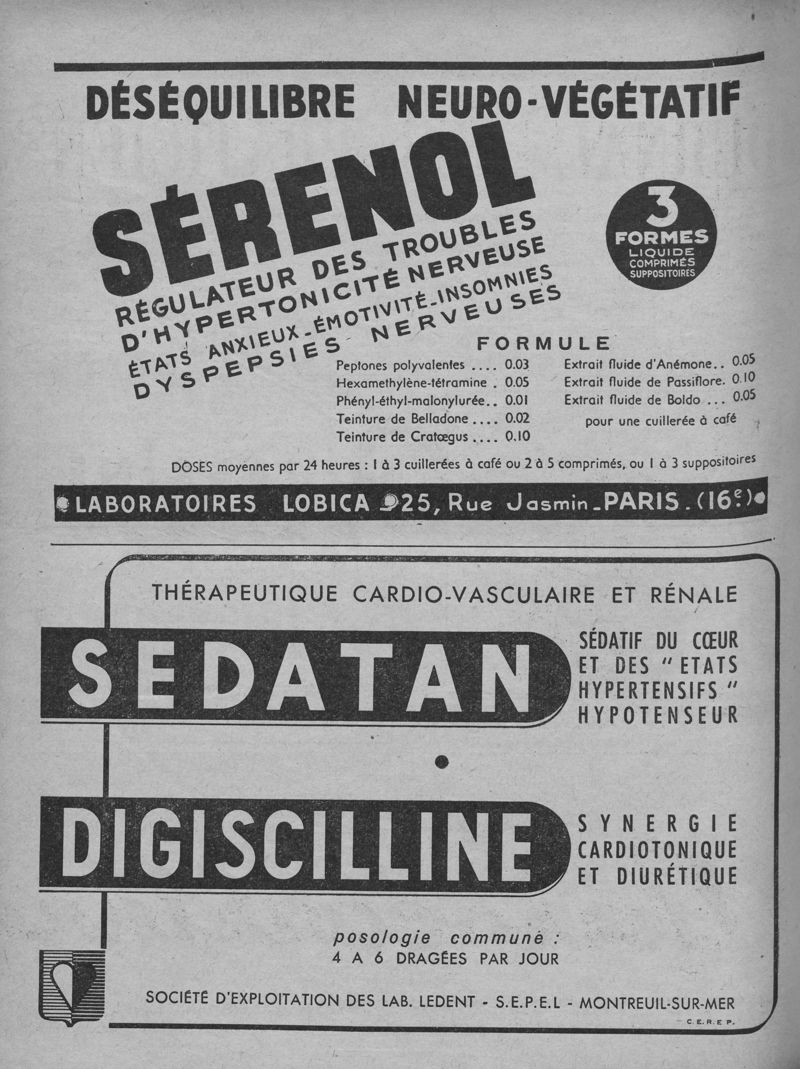 DÉSÉQUILIBRE NEURO-VÉGÉTATIF
SÉRENOL
RÉGULATEUR DES TROUBLES
D'HYPERTONICITÉ NERVEUSE
ÉTATS ANXIEUX-ÉMOTIVITÉ-INSOMNIES
DYSPEPSIES NERVEUSES
3
FORMES
LIQUIDE
COMPRIMÉS
SUPPOSITOIRES
FORMULE
Peptones polyvalentes .... 0.03
Hexamethylène-tétramine . 0.05
Phényl-éthyl-malonylurée.. 0.01
Teinture de Belladone .... 0.02
Teinture de Cratœgus .... 0.10
Extrait fluide d'Anémone.. 0.05
Extrait fluide de Passiflore. 0.10
Extrait fluide de Boldo ... 0.05
pour une cuillerée à café
DOSES moyennes par 24 heures : 1 à 3 cuillerées à café ou 2 à 5 comprimés, ou 1 à 3 suppositoires
LABORATOIRES LOBICA 25, Rue Jasmin-PARIS-(16e.)
THÉRAPEUTIQUE CARDIO-VASCULAIRE ET RÉNALE
SEDATAN
SÉDATIF DU CŒUR
ET DES "ETATS
HYPERTENSIFS"
HYPOTENSEUR
DIGISCILLINE
SYNERGIE
CARDIOTONIQUE
ET DIURÉTIQUE
posologie commune :
4 A 6 DRAGÉES PAR JOUR
SOCIÉTÉ D'EXPLOITATION DES LAB. LEDENT - S.E.P.E.L - MONTREUIL-SUR-MER
C.E.R.E.P.